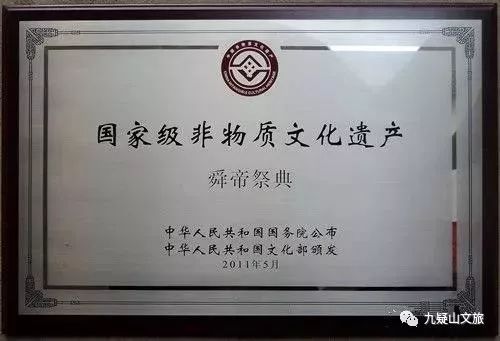 国家级非物质文化遗产
舜帝祭典
中华人民共和国国务院公布
中华人民共和国文化部颁发
2011年5月
九疑山文旅